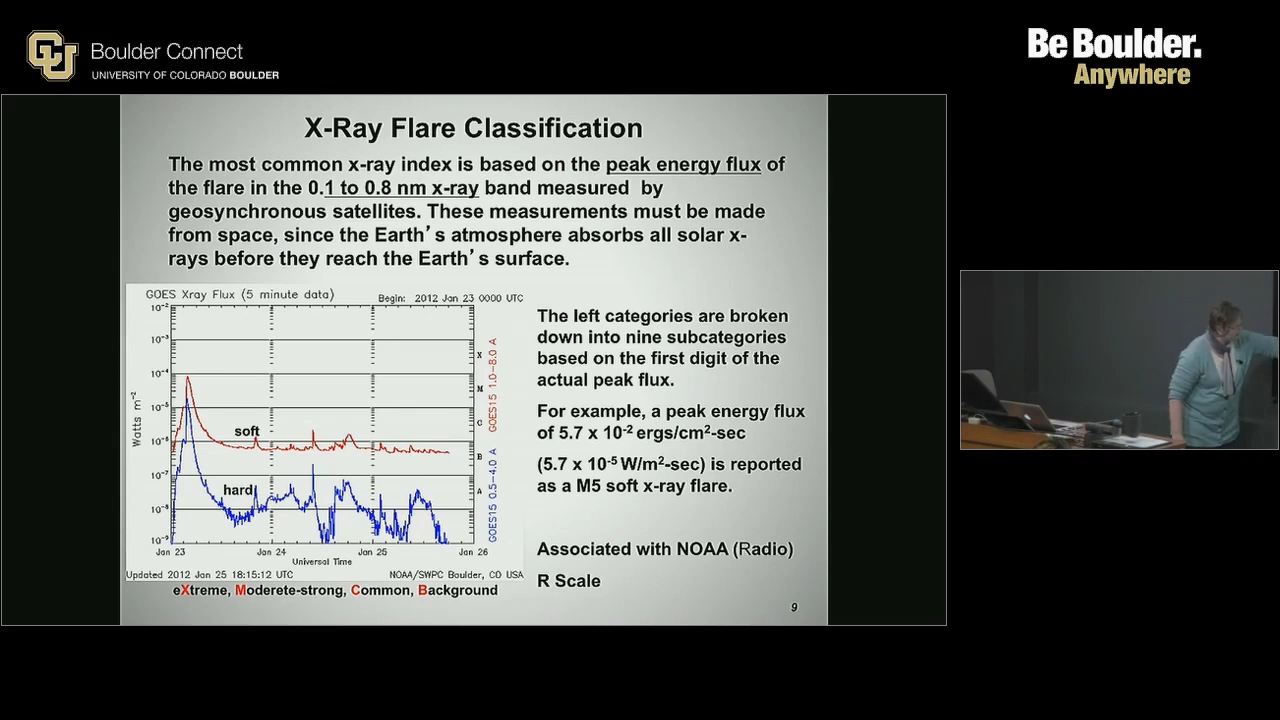 CU
Boulder Connect
UNIVERSITY OF COLORADO BOULDER
Be Boulder.
Anywhere
X-Ray Flare Classification
The most common x-ray index is based on the peak energy flux of
the flare in the 0.1 to 0.8 nm x-ray band measured by
geosynchronous satellites. These measurements must be made
from space, since the Earth's atmosphere absorbs all solar x-
rays before they reach the Earth's surface.
GOES Xray Flux (5 minute data)
Begin: 2012 Jan 23 0000 UTC
10⁻²
10⁻³
10⁻⁴
10⁻⁵
10⁻⁶
10⁻⁷
10⁻⁸
10⁻⁹
Watts m⁻²
soft
hard
X
M
C
B
A
GOES15 1.0-8.0 A
GOES15 0.5-4.0 A
Jan 23
Jan 24
Jan 25
Jan 26
Universal Time
Updated 2012 Jan 25 18:15:12 UTC
NOAA/SWPC Boulder, CO USA
eXtreme, Moderete-strong, Common, Background
The left categories are broken
down into nine subcategories
based on the first digit of the
actual peak flux.
For example, a peak energy flux
of 5.7 x 10⁻² ergs/cm²-sec
(5.7 x 10⁻⁵ W/m²-sec) is reported
as a M5 soft x-ray flare.
Associated with NOAA (Radio)
R Scale
9